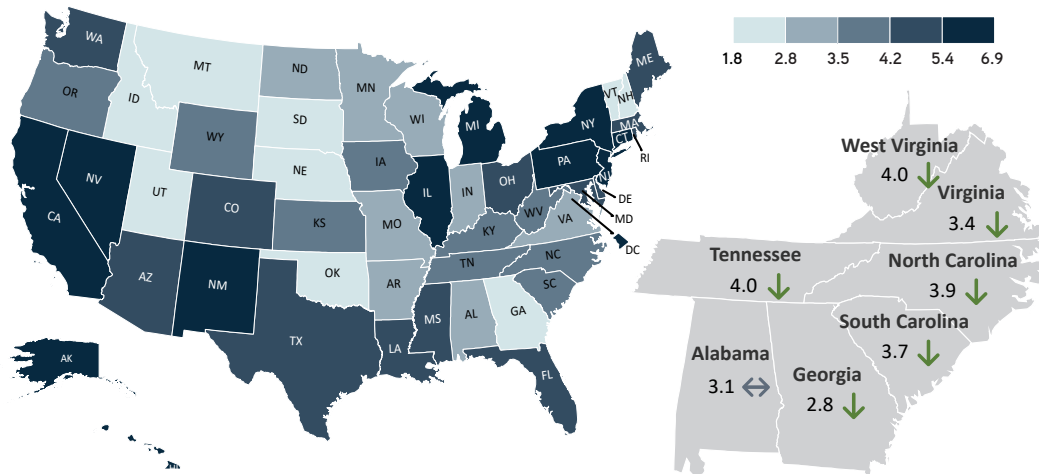 1.8 2.8 3.5 4.2 5.4 6.9
WA
MT
ND
MN
ME
OR
ID
SD
WI
MI
NY
VT
NH
MA
CT
RI
WY
NE
IA
PA
NJ
NV
UT
CO
KS
MO
IL
IN
OH
WV
VA
DE
MD
DC
CA
AZ
NM
OK
AR
KY
TN
NC
SC
TX
LA
MS
AL
GA
FL
AK
HI
West Virginia
4.0
Virginia
3.4
Tennessee
4.0
North Carolina
3.9
South Carolina
3.7
Alabama
3.1
Georgia
2.8